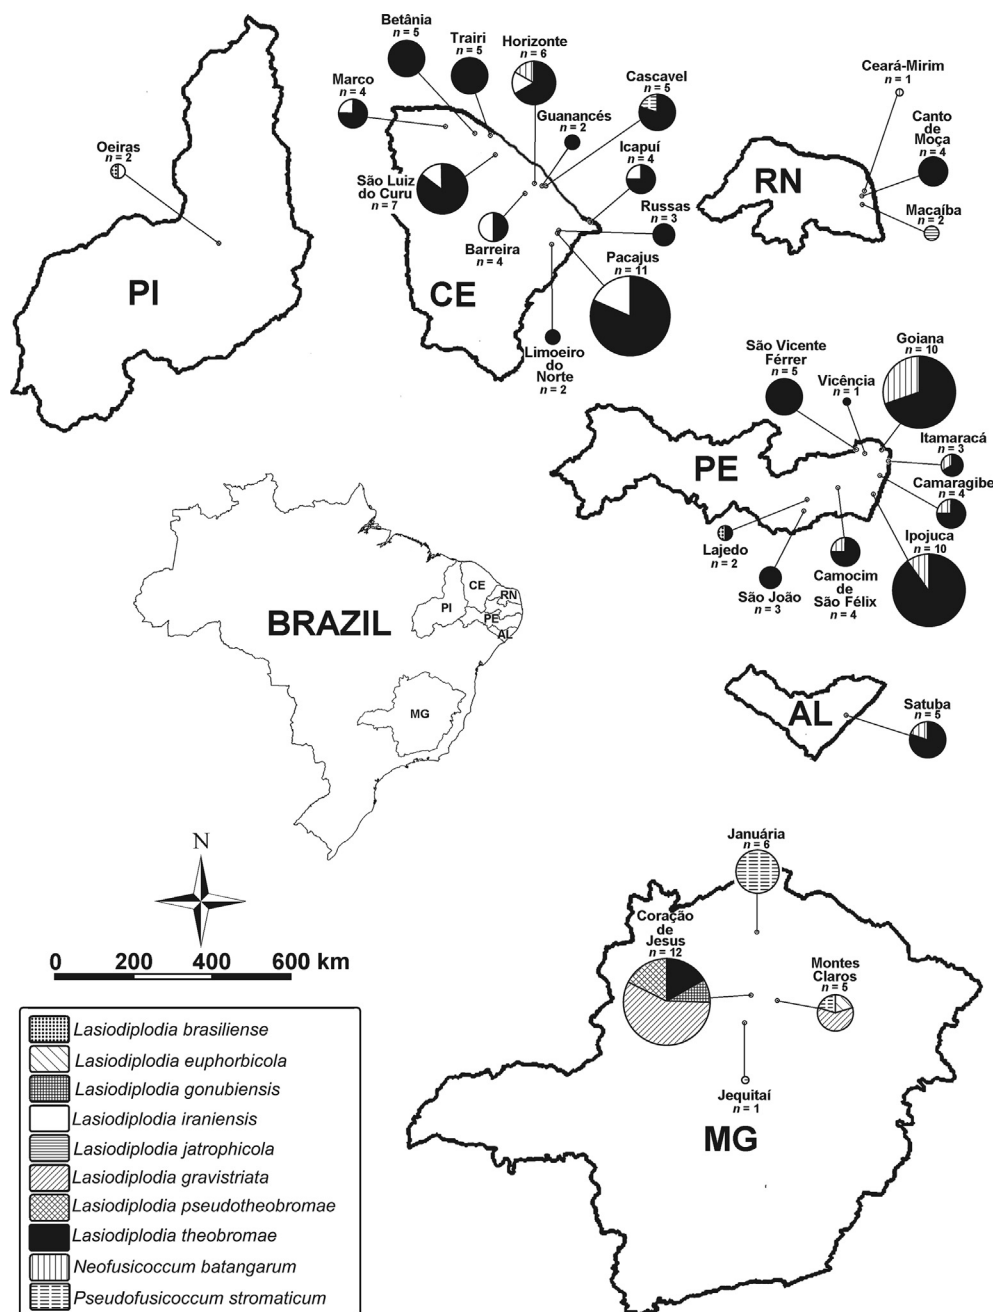 Betânia
n = 5
Trairi
n = 5
Horizonte
n = 6
Marco
n = 4
Cascavel
n = 5
Guanancés
n = 2
Icapuí
n = 4
São Luiz
do Curu
n = 7
Russas
n = 3
Barreira
n = 4
Pacajus
n = 11
CE
Limoeiro
do
Norte
n = 2
Oeiras
n = 2
PI
Ceará-Mirim
n = 1
Canto
de
Moça
n = 4
RN
Macaíba
n = 2
São Vicente
Férrer
n = 5
Vicência
n = 1
Goiana
n = 10
Itamaracá
n = 3
PE
Camaragibe
n = 4
Ipojuca
n = 10
Lajedo
n = 2
São João
n = 3
Camocim
de
São Félix
n = 4
BRAZIL
CE
RN
PI
PE
AL
MG
AL
Satuba
n = 5
N
0 200 400 600 km
Januária
n = 6
Coração
de
Jesus
n = 12
Montes
Claros
n = 5
Jequitaí
n = 1
MG
Lasiodiplodia brasiliense
Lasiodiplodia euphorbicola
Lasiodiplodia gonubiensis
Lasiodiplodia iraniensis
Lasiodiplodia jatrophicola
Lasiodiplodia gravistriata
Lasiodiplodia pseudotheobromae
Lasiodiplodia theobromae
Neofusicoccum batangarum
Pseudofusicoccum stromaticum